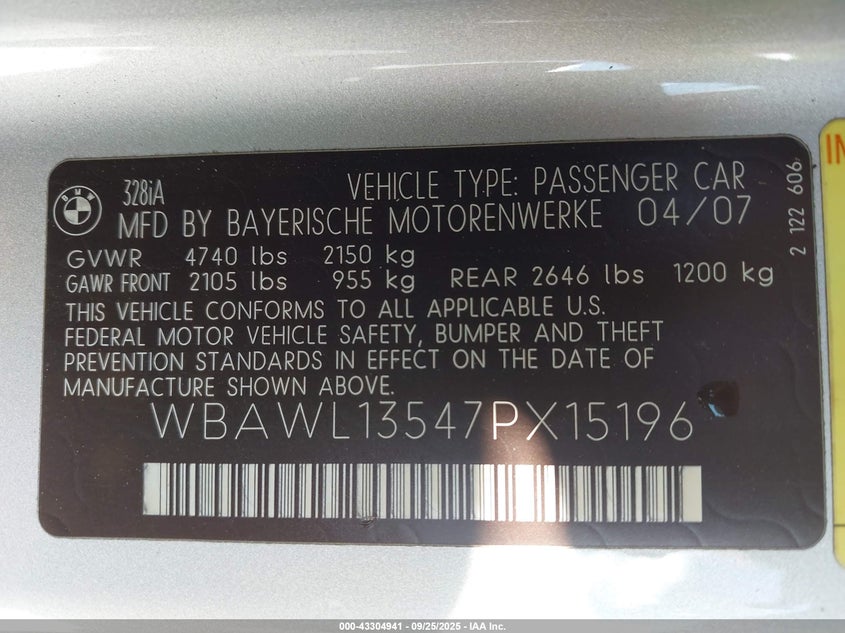 BMW
328iA VEHICLE TYPE: PASSENGER CAR
MFD BY BAYERISCHE MOTORENWERKE 04/07
GVWR 4740 lbs 2150 kg
GAWR FRONT 2105 lbs 955 kg REAR 2646 lbs 1200 kg
THIS VEHICLE CONFORMS TO ALL APPLICABLE U.S.
FEDERAL MOTOR VEHICLE SAFETY, BUMPER AND THEFT
PREVENTION STANDARDS IN EFFECT ON THE DATE OF
MANUFACTURE SHOWN ABOVE.
WBAWL13547PX15196
2 122 606
000-43304941 - 09/25/2025 - IAA Inc.